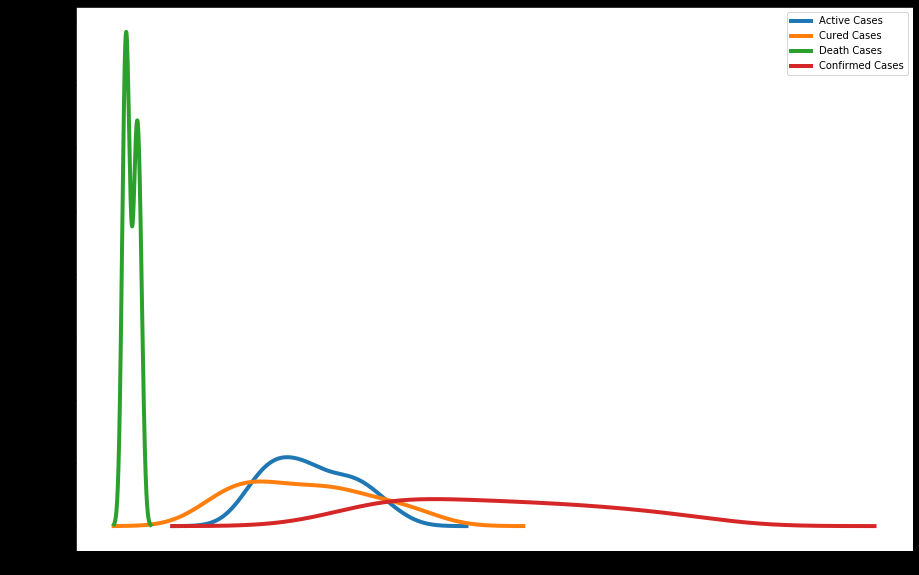 Active Cases
Cured Cases
Death Cases
Confirmed Cases